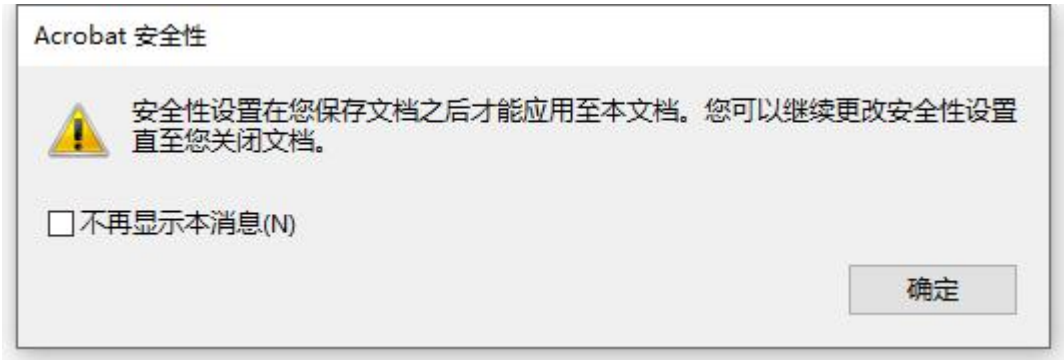 Acrobat 安全性
安全性设置在您保存文档之后才能应用至本文档。您可以继续更改安全性设置
直至您关闭文档。
不再显示本消息(N)
确定